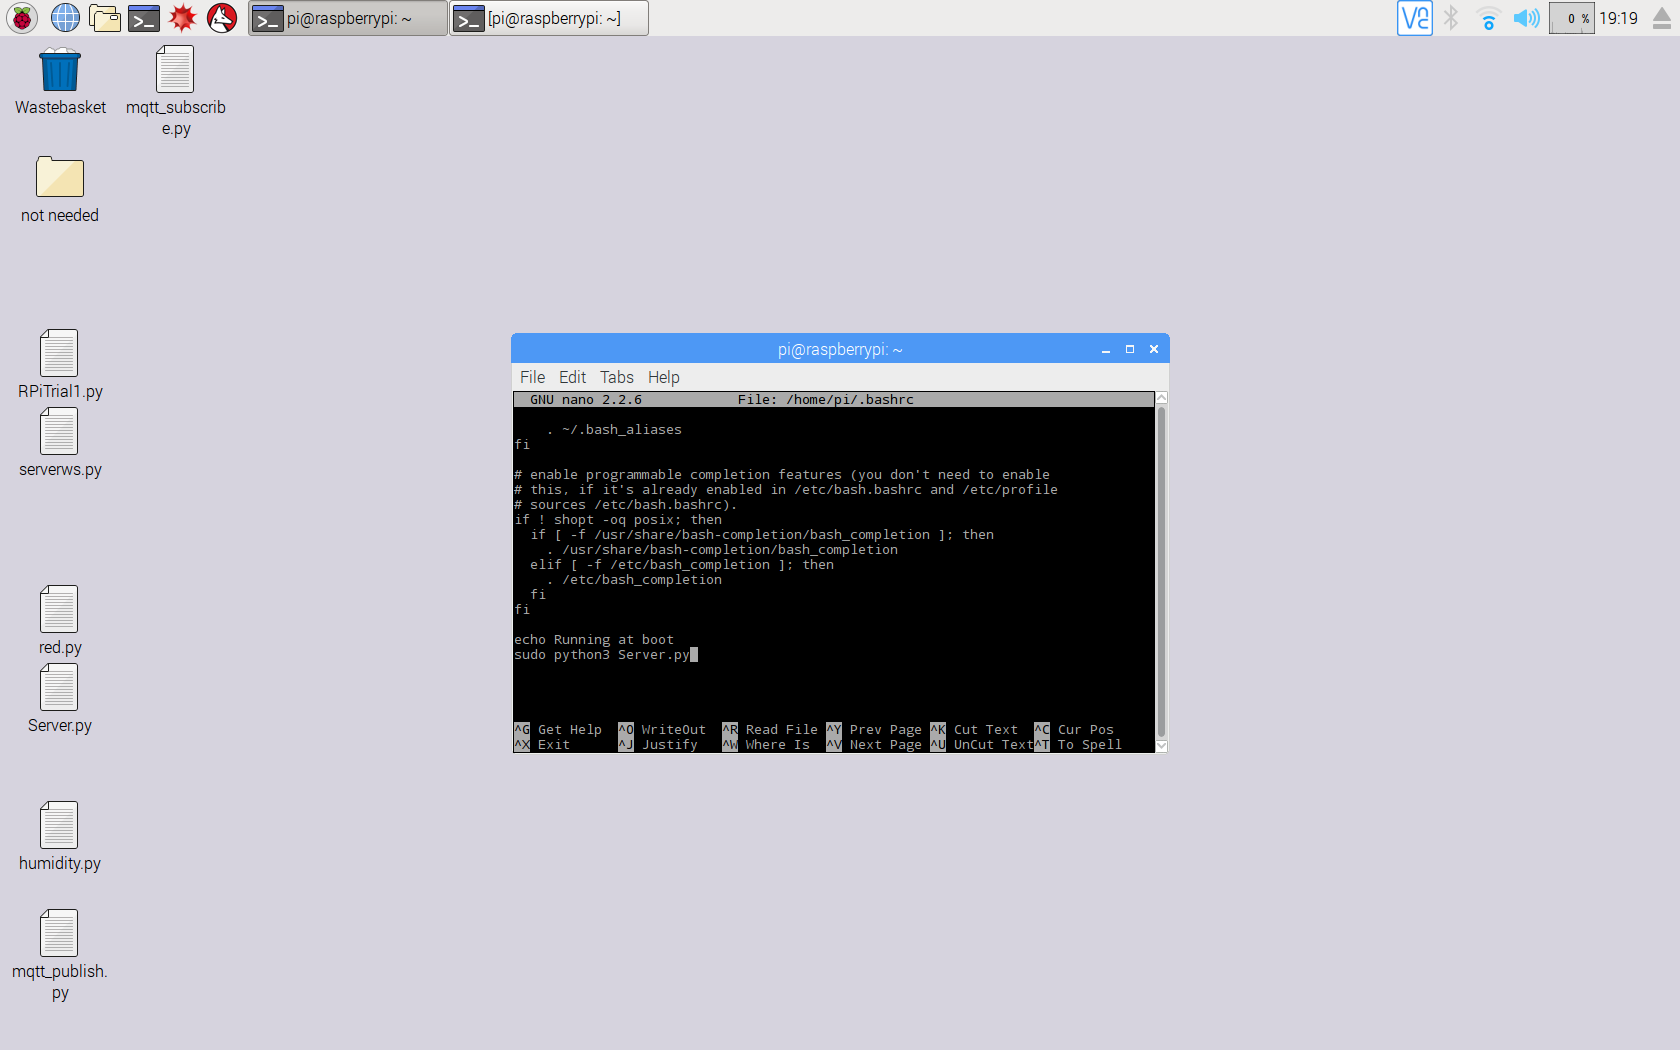 pi@raspberrypi: ~
[pi@raspberrypi: ~]
0 %
19:19
Wastebasket
mqtt_subscrib
e.py
not needed
RPiTrial1.py
serverws.py
red.py
Server.py
humidity.py
mqtt_publish.
py
pi@raspberrypi: ~
File Edit Tabs Help
GNU nano 2.2.6 File: /home/pi/.bashrc
. ~/.bash_aliases
fi
# enable programmable completion features (you don't need to enable
# this, if it's already enabled in /etc/bash.bashrc and /etc/profile
# sources /etc/bash.bashrc).
if ! shopt -oq posix; then
if [ -f /usr/share/bash-completion/bash_completion ]; then
. /usr/share/bash-completion/bash_completion
elif [ -f /etc/bash_completion ]; then
. /etc/bash_completion
fi
fi
echo Running at boot
sudo python3 Server.py
^G Get Help ^O WriteOut ^R Read File ^Y Prev Page ^K Cut Text ^C Cur Pos
^X Exit ^J Justify ^W Where Is ^V Next Page ^U UnCut Text ^T To Spell